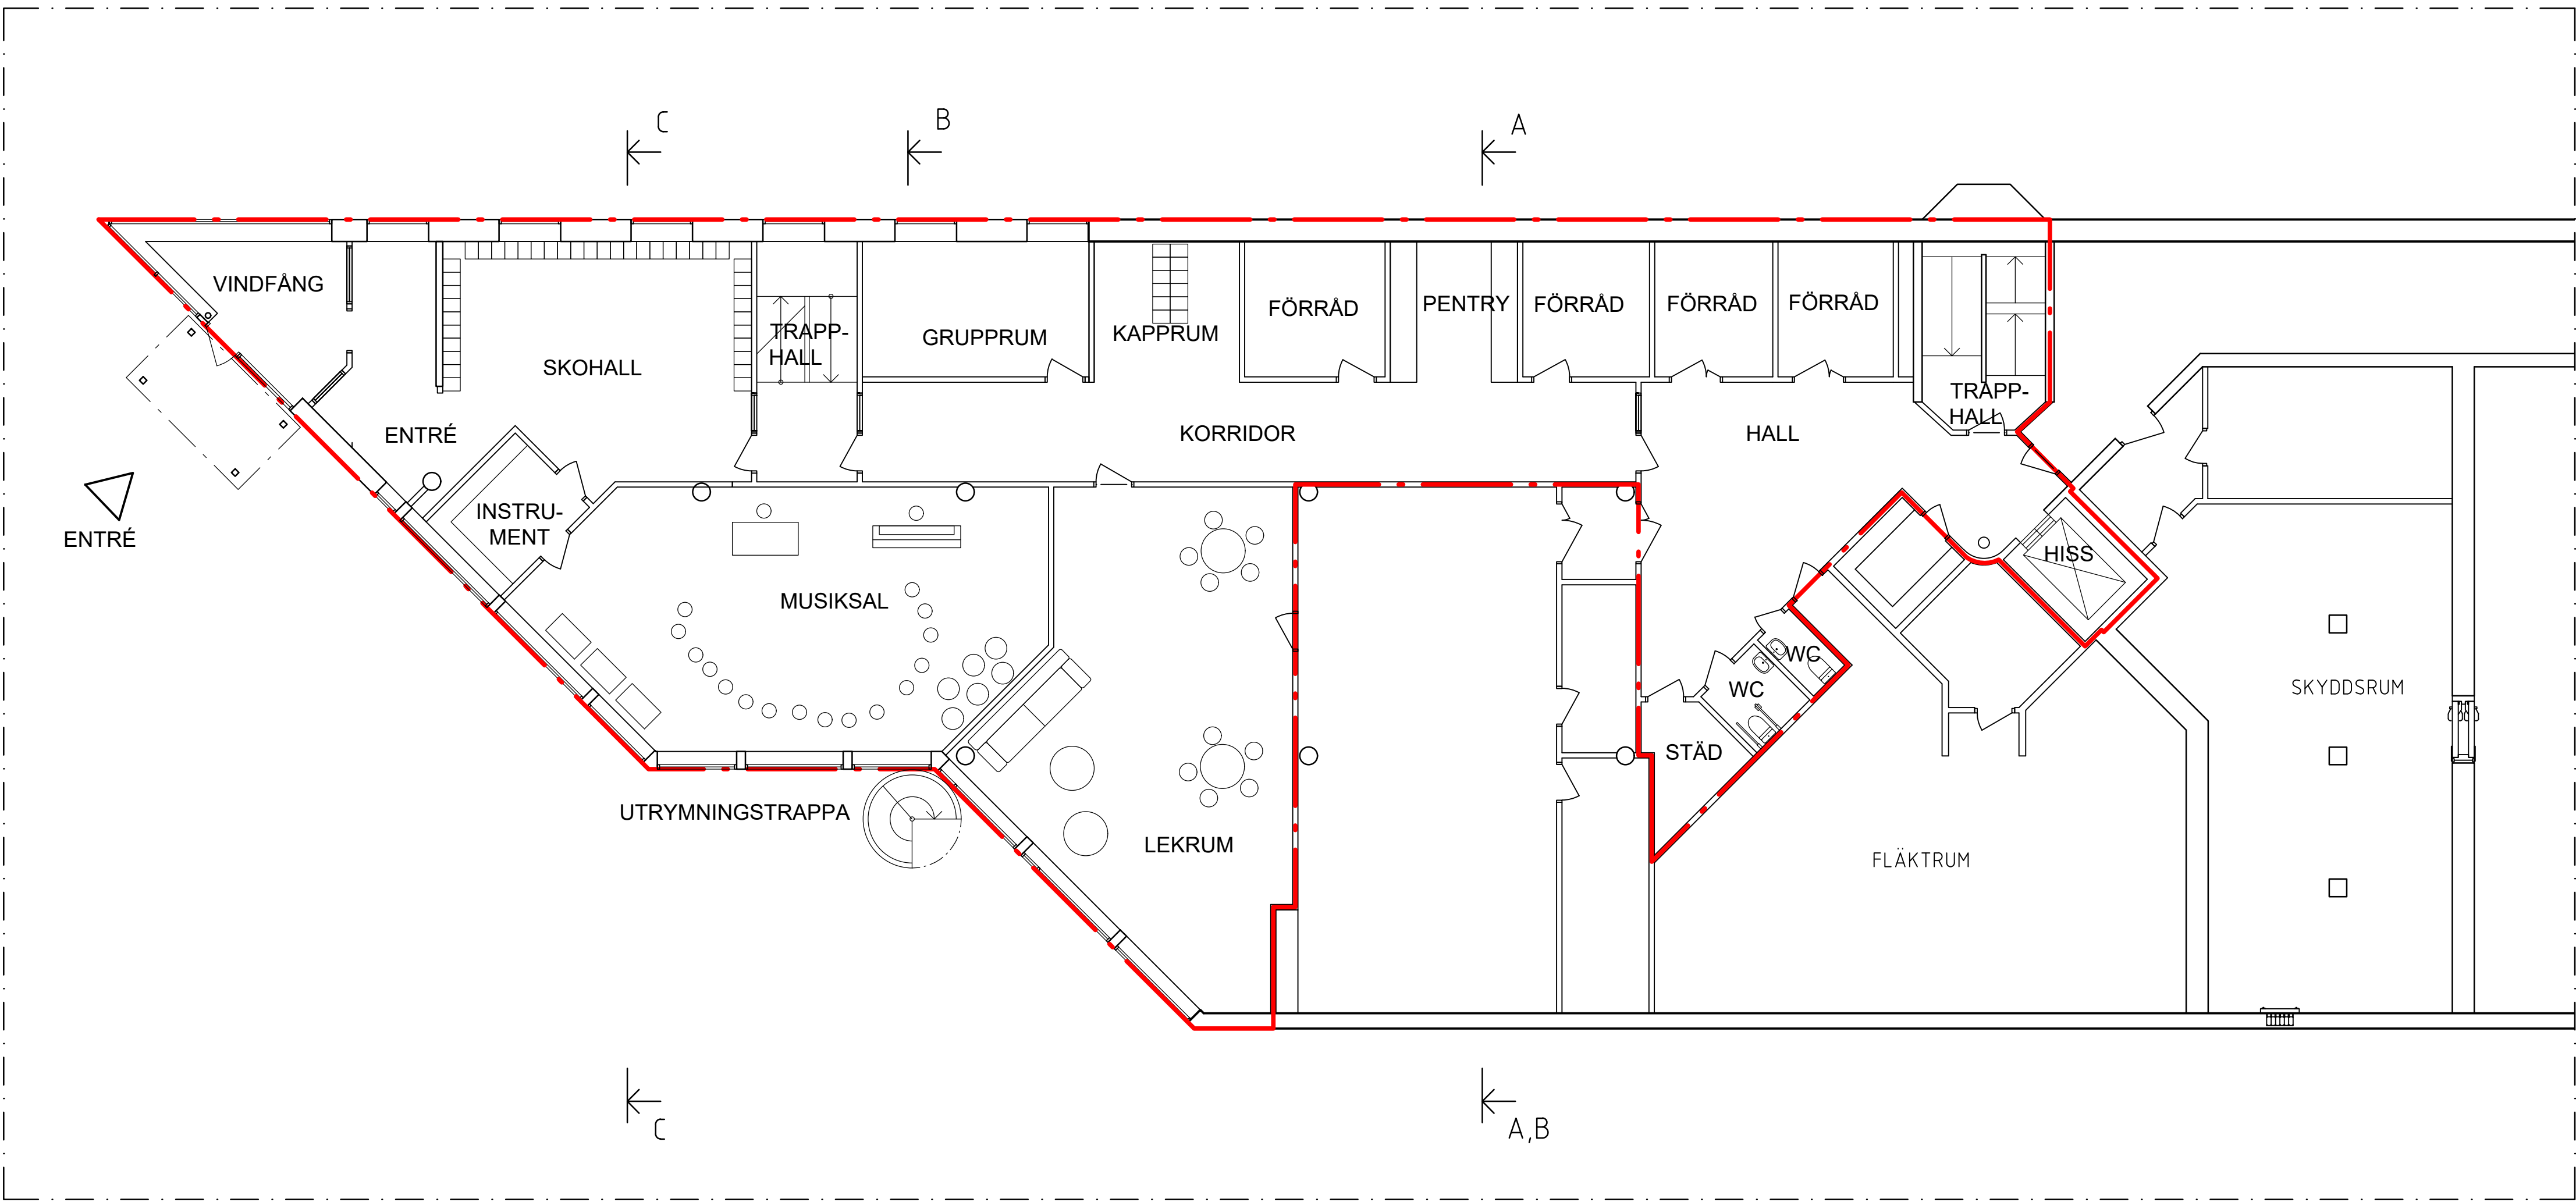 C
B
A
VINDFÅNG
SKOHALL
TRAPP-
HALL
GRUPPRUM
KAPPRUM
FÖRRÅD
PENTRY
FÖRRÅD
FÖRRÅD
FÖRRÅD
TRAPP-
HALL
ENTRÉ
KORRIDOR
HALL
ENTRÉ
INSTRU-
MENT
MUSIKSAL
HISS
WC
WC
STÄD
SKYDDSRUM
UTRYMNINGSTRAPPA
LEKRUM
FLÄKTRUM
C
A,B